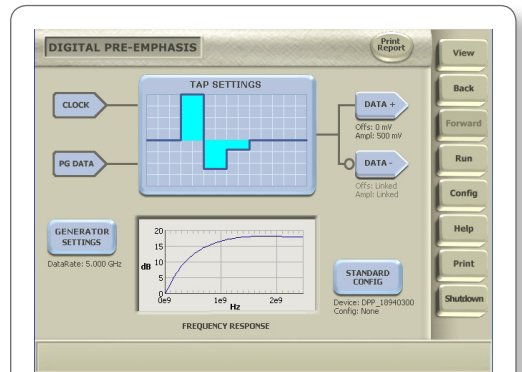 DIGITAL PRE-EMPHASIS
Print
Report
View
Back
Forward
Run
Config
Help
Print
Shutdown
TAP SETTINGS
CLOCK
PG DATA
DATA +
Offs: 0 mV
Ampl: 500 mV
DATA -
Offs: Linked
Ampl: Linked
GENERATOR
SETTINGS
DataRate: 5.000 GHz
20
15
10
5
0
dB
0e9
1e9
2e9
Hz
FREQUENCY RESPONSE
STANDARD
CONFIG
Device: DPP_18940300
Config: None